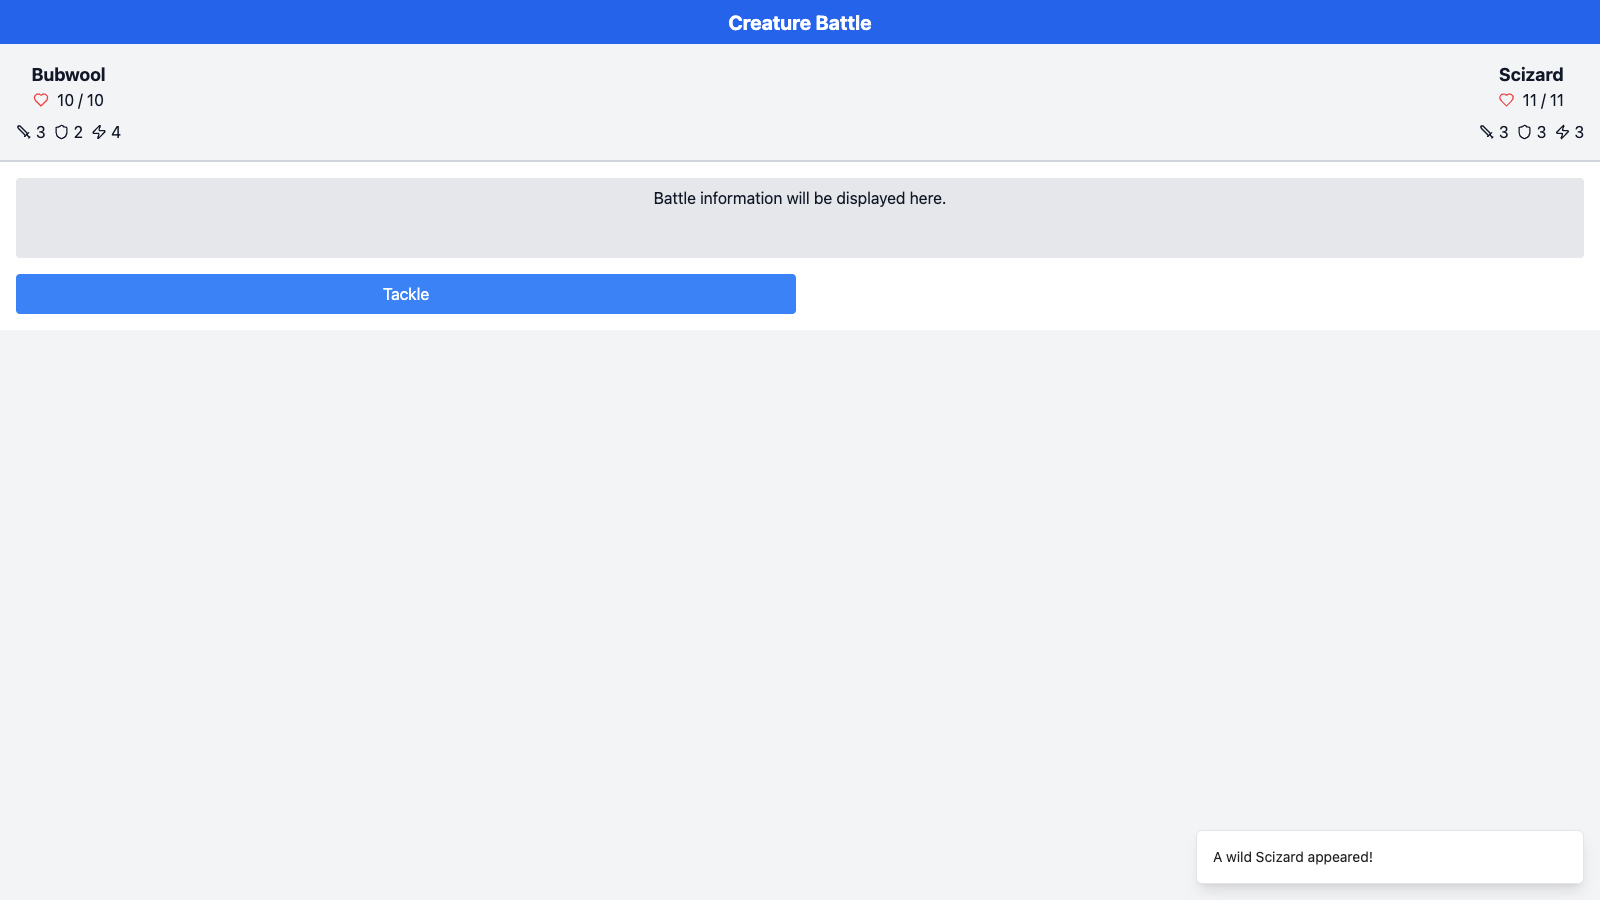 Creature Battle
Bubwool
10 / 10
3 2 4
Scizard
11 / 11
3 3 3
Battle information will be displayed here.
Tackle
A wild Scizard appeared!